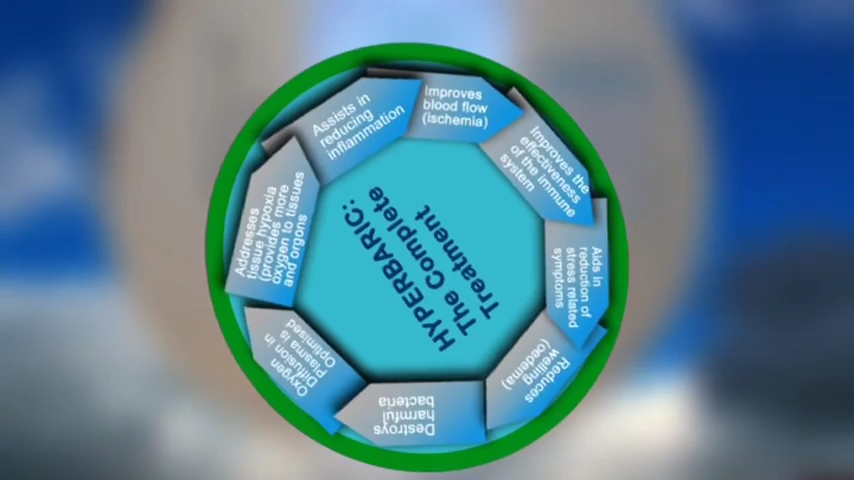 HYPERBARIC:
The Complete
Treatment
Improves
blood flow
(ischemia)
Improves the
effectiveness
of the immune
system
Aids in
reduction of
stress related
symptoms
Reduces
welling
(oedema)
Destroys
harmful
bacteria
Oxygen
Diffusion in
Plasma is
Optimised
Addresses
tissue hypoxia
(provides more
oxygen to tissues
and organs
Assists in
reducing
inflammation